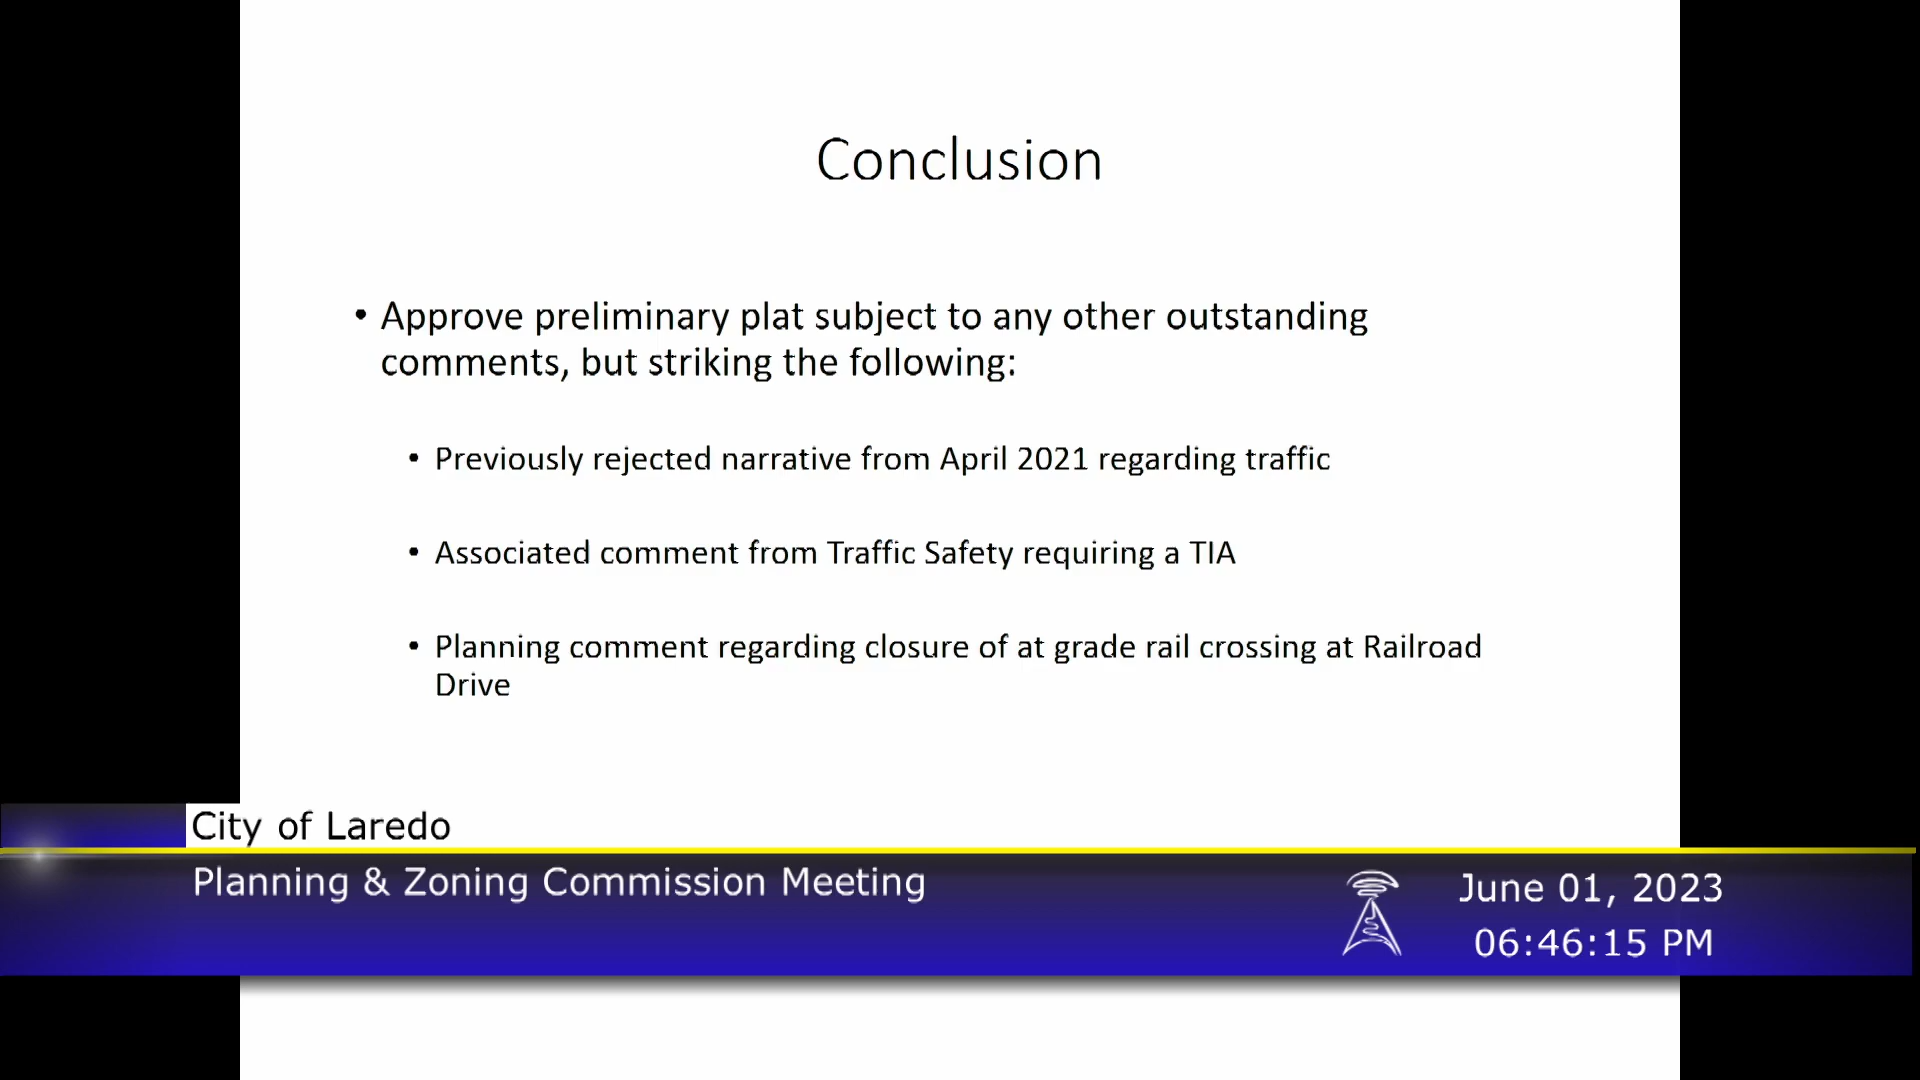 Conclusion
• Approve preliminary plat subject to any other outstanding
comments, but striking the following:
• Previously rejected narrative from April 2021 regarding traffic
• Associated comment from Traffic Safety requiring a TIA
• Planning comment regarding closure of at grade rail crossing at Railroad
Drive
City of Laredo
Planning & Zoning Commission Meeting
June 01, 2023
06:46:15 PM